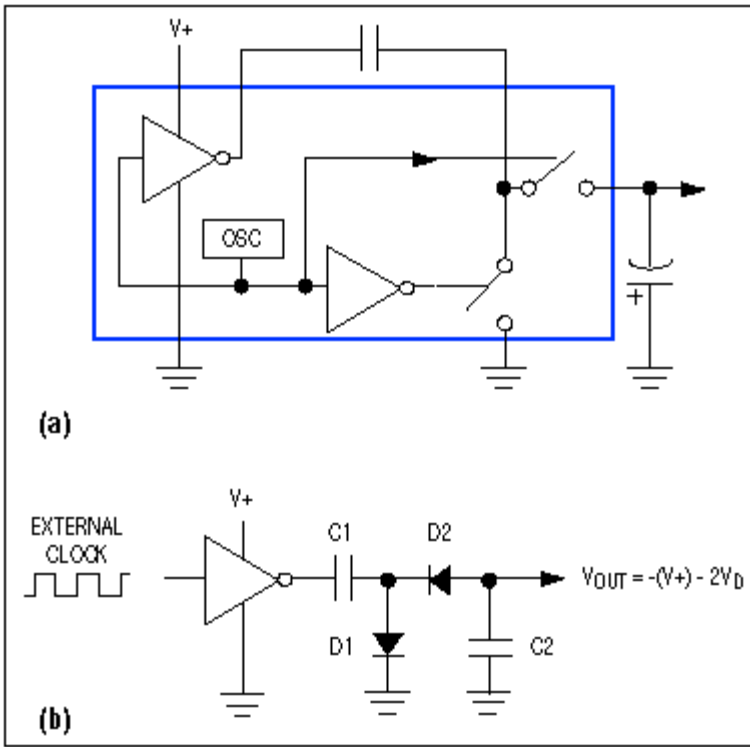 V+
OSC
+
(a)
V+
EXTERNAL
CLOCK
C1
D2
VOUT = -(V+) - 2VD
D1
C2
(b)